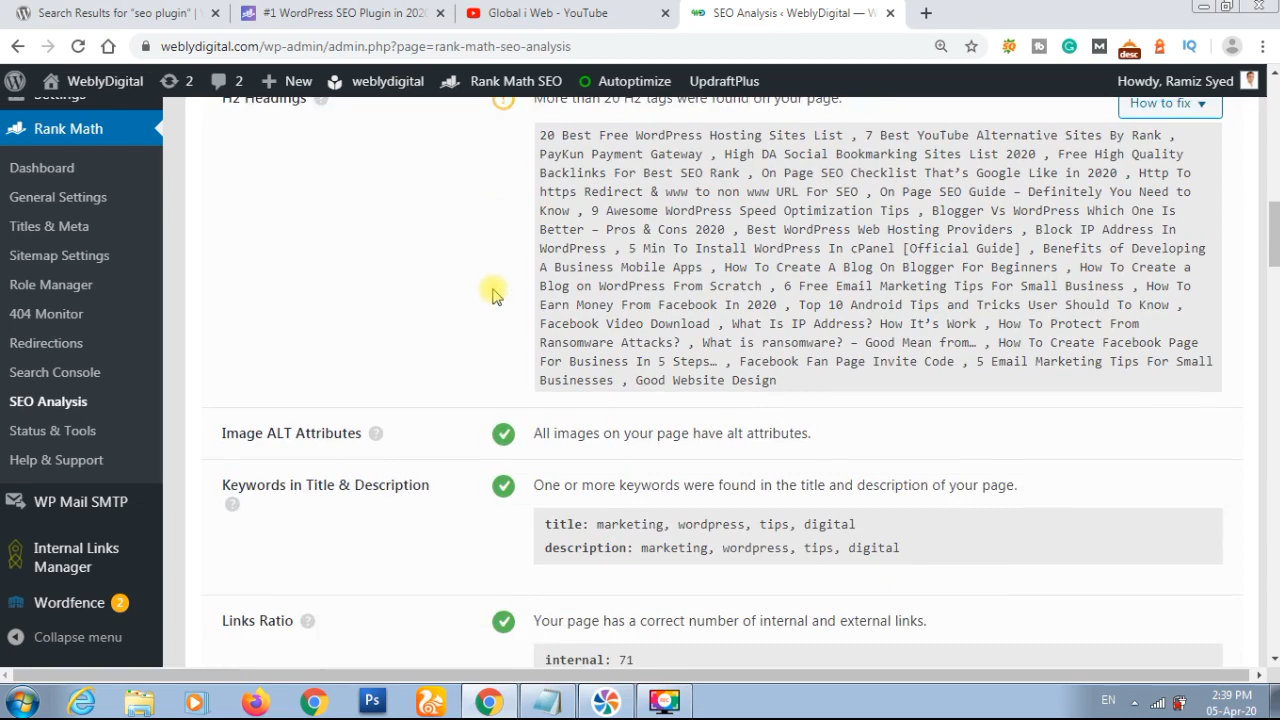 Search Results for "seo plugin" | W
#1 WordPress SEO Plugin in 2020
Global i Web - YouTube
SEO Analysis ‹ WeblyDigital — W
weblydigital.com/wp-admin/admin.php?page=rank-math-seo-analysis
desc
WeblyDigital
2
2
New
weblydigital
Rank Math SEO
Autoptimize
UpdraftPlus
Howdy, Ramiz Syed
Settings
Rank Math
Dashboard
General Settings
Titles & Meta
Sitemap Settings
Role Manager
404 Monitor
Redirections
Search Console
SEO Analysis
Status & Tools
Help & Support
WP Mail SMTP
Internal Links
Manager
Wordfence 2
Collapse menu
H2 Headings ?
More than 20 H2 tags were found on your page.
How to fix
20 Best Free WordPress Hosting Sites List , 7 Best YouTube Alternative Sites By Rank ,
PayKun Payment Gateway , High DA Social Bookmarking Sites List 2020 , Free High Quality
Backlinks For Best SEO Rank , On Page SEO Checklist That's Google Like in 2020 , Http To
https Redirect & www to non www URL For SEO , On Page SEO Guide – Definitely You Need to
Know , 9 Awesome WordPress Speed Optimization Tips , Blogger Vs WordPress Which One Is
Better – Pros & Cons 2020 , Best WordPress Web Hosting Providers , Block IP Address In
WordPress , 5 Min To Install WordPress In cPanel [Official Guide] , Benefits of Developing
A Business Mobile Apps , How To Create A Blog On Blogger For Beginners , How To Create a
Blog on WordPress From Scratch , 6 Free Email Marketing Tips For Small Business , How To
Earn Money From Facebook In 2020 , Top 10 Android Tips and Tricks User Should To Know ,
Facebook Video Download , What Is IP Address? How It's Work , How To Protect From
Ransomware Attacks? , What is ransomware? – Good Mean from… , How To Create Facebook Page
For Business In 5 Steps… , Facebook Fan Page Invite Code , 5 Email Marketing Tips For Small
Businesses , Good Website Design
Image ALT Attributes ?
All images on your page have alt attributes.
Keywords in Title & Description
?
One or more keywords were found in the title and description of your page.
title: marketing, wordpress, tips, digital
description: marketing, wordpress, tips, digital
Links Ratio ?
Your page has a correct number of internal and external links.
internal: 71
EN
2:39 PM
05-Apr-20